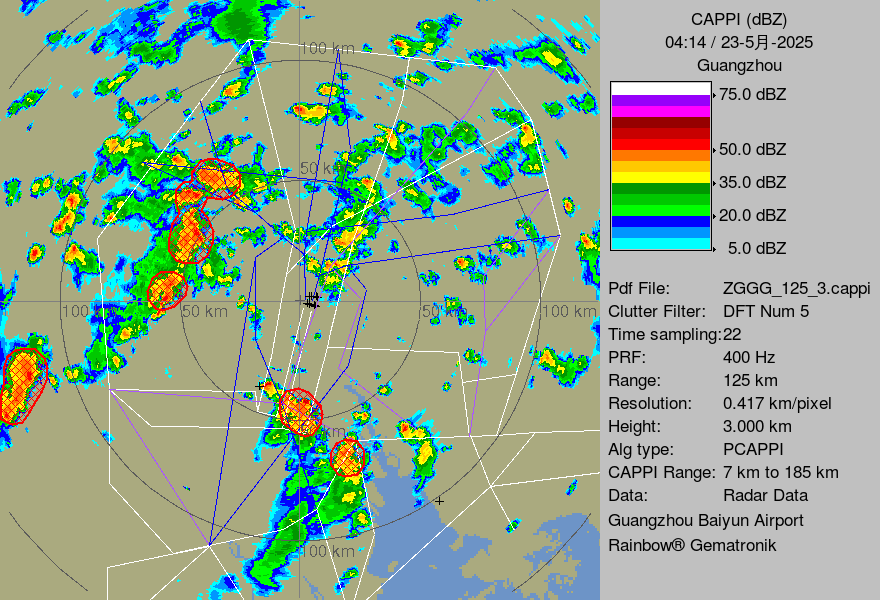 CAPPI (dBZ)
04:14 / 23-5月-2025
Guangzhou
75.0 dBZ
50.0 dBZ
35.0 dBZ
20.0 dBZ
5.0 dBZ
Pdf File: ZGGG_125_3.cappi
Clutter Filter: DFT Num 5
Time sampling:22
PRF: 400 Hz
Range: 125 km
Resolution: 0.417 km/pixel
Height: 3.000 km
Alg type: PCAPPI
CAPPI Range: 7 km to 185 km
Data: Radar Data
Guangzhou Baiyun Airport
Rainbow® Gematronik
100 km
50 km
100 km
50 km
50 km
100 km
km
100 km